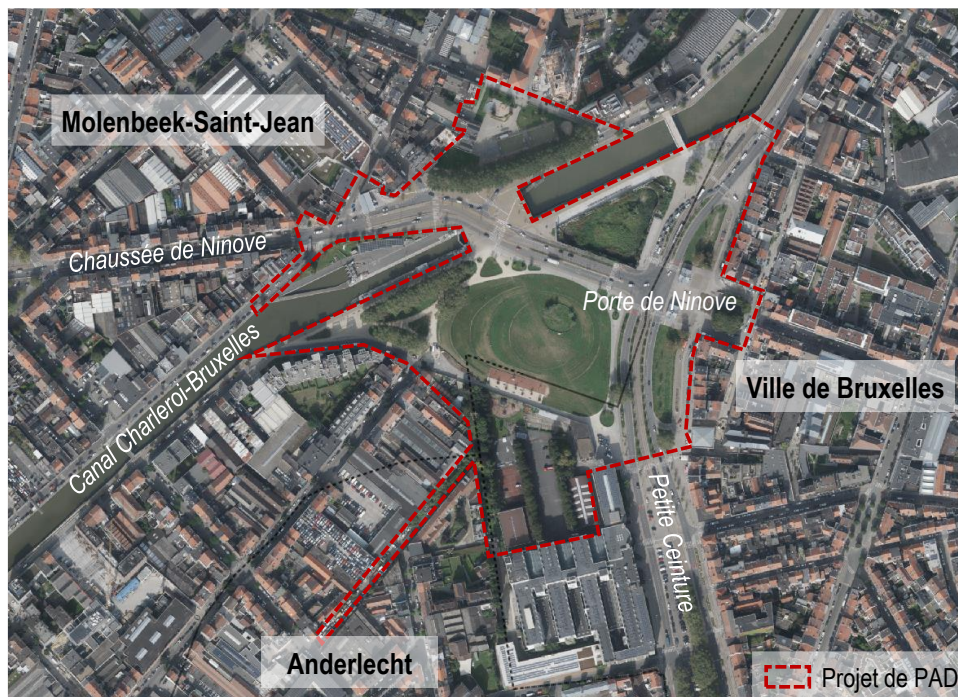 Molenbeek-Saint-Jean
Chaussée de Ninove
Porte de Ninove
Ville de Bruxelles
Canal Charleroi-Bruxelles
Petite Ceinture
Anderlecht
Projet de PAD